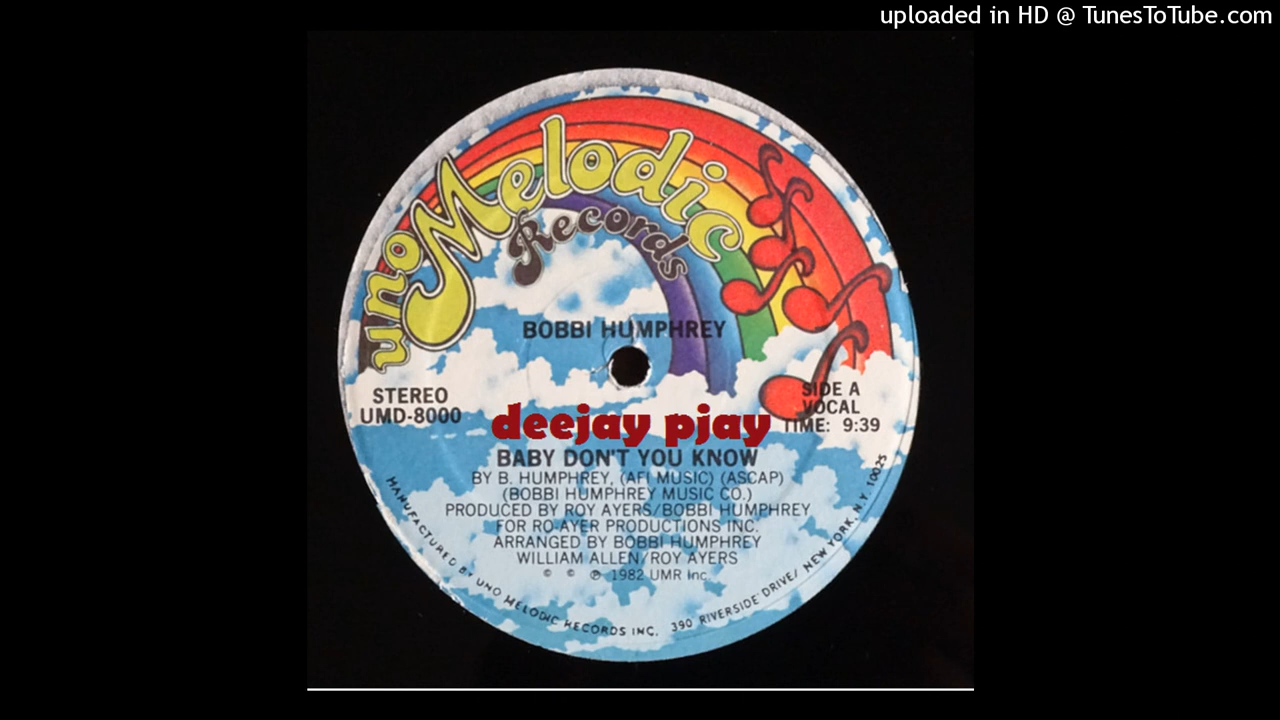 uploaded in HD @ TunesToTube.com
uno Melodic
Records
BOBBI HUMPHREY
STEREO
UMD-8000
SIDE A
VOCAL
TIME: 9:39
deejay pjay
BABY DON'T YOU KNOW
BY B. HUMPHREY, (AFI MUSIC) (ASCAP)
(BOBBI HUMPHREY MUSIC CO.)
PRODUCED BY ROY AYERS/BOBBI HUMPHREY
FOR RO-AYER PRODUCTIONS INC.
ARRANGED BY BOBBI HUMPHREY
WILLIAM ALLEN/ROY AYERS
© © ℗ 1982 UMR Inc.
MANUFACTURED BY UNO MELODIC RECORDS INC. 390 RIVERSIDE DRIVE/ NEW YORK, N.Y. 10025